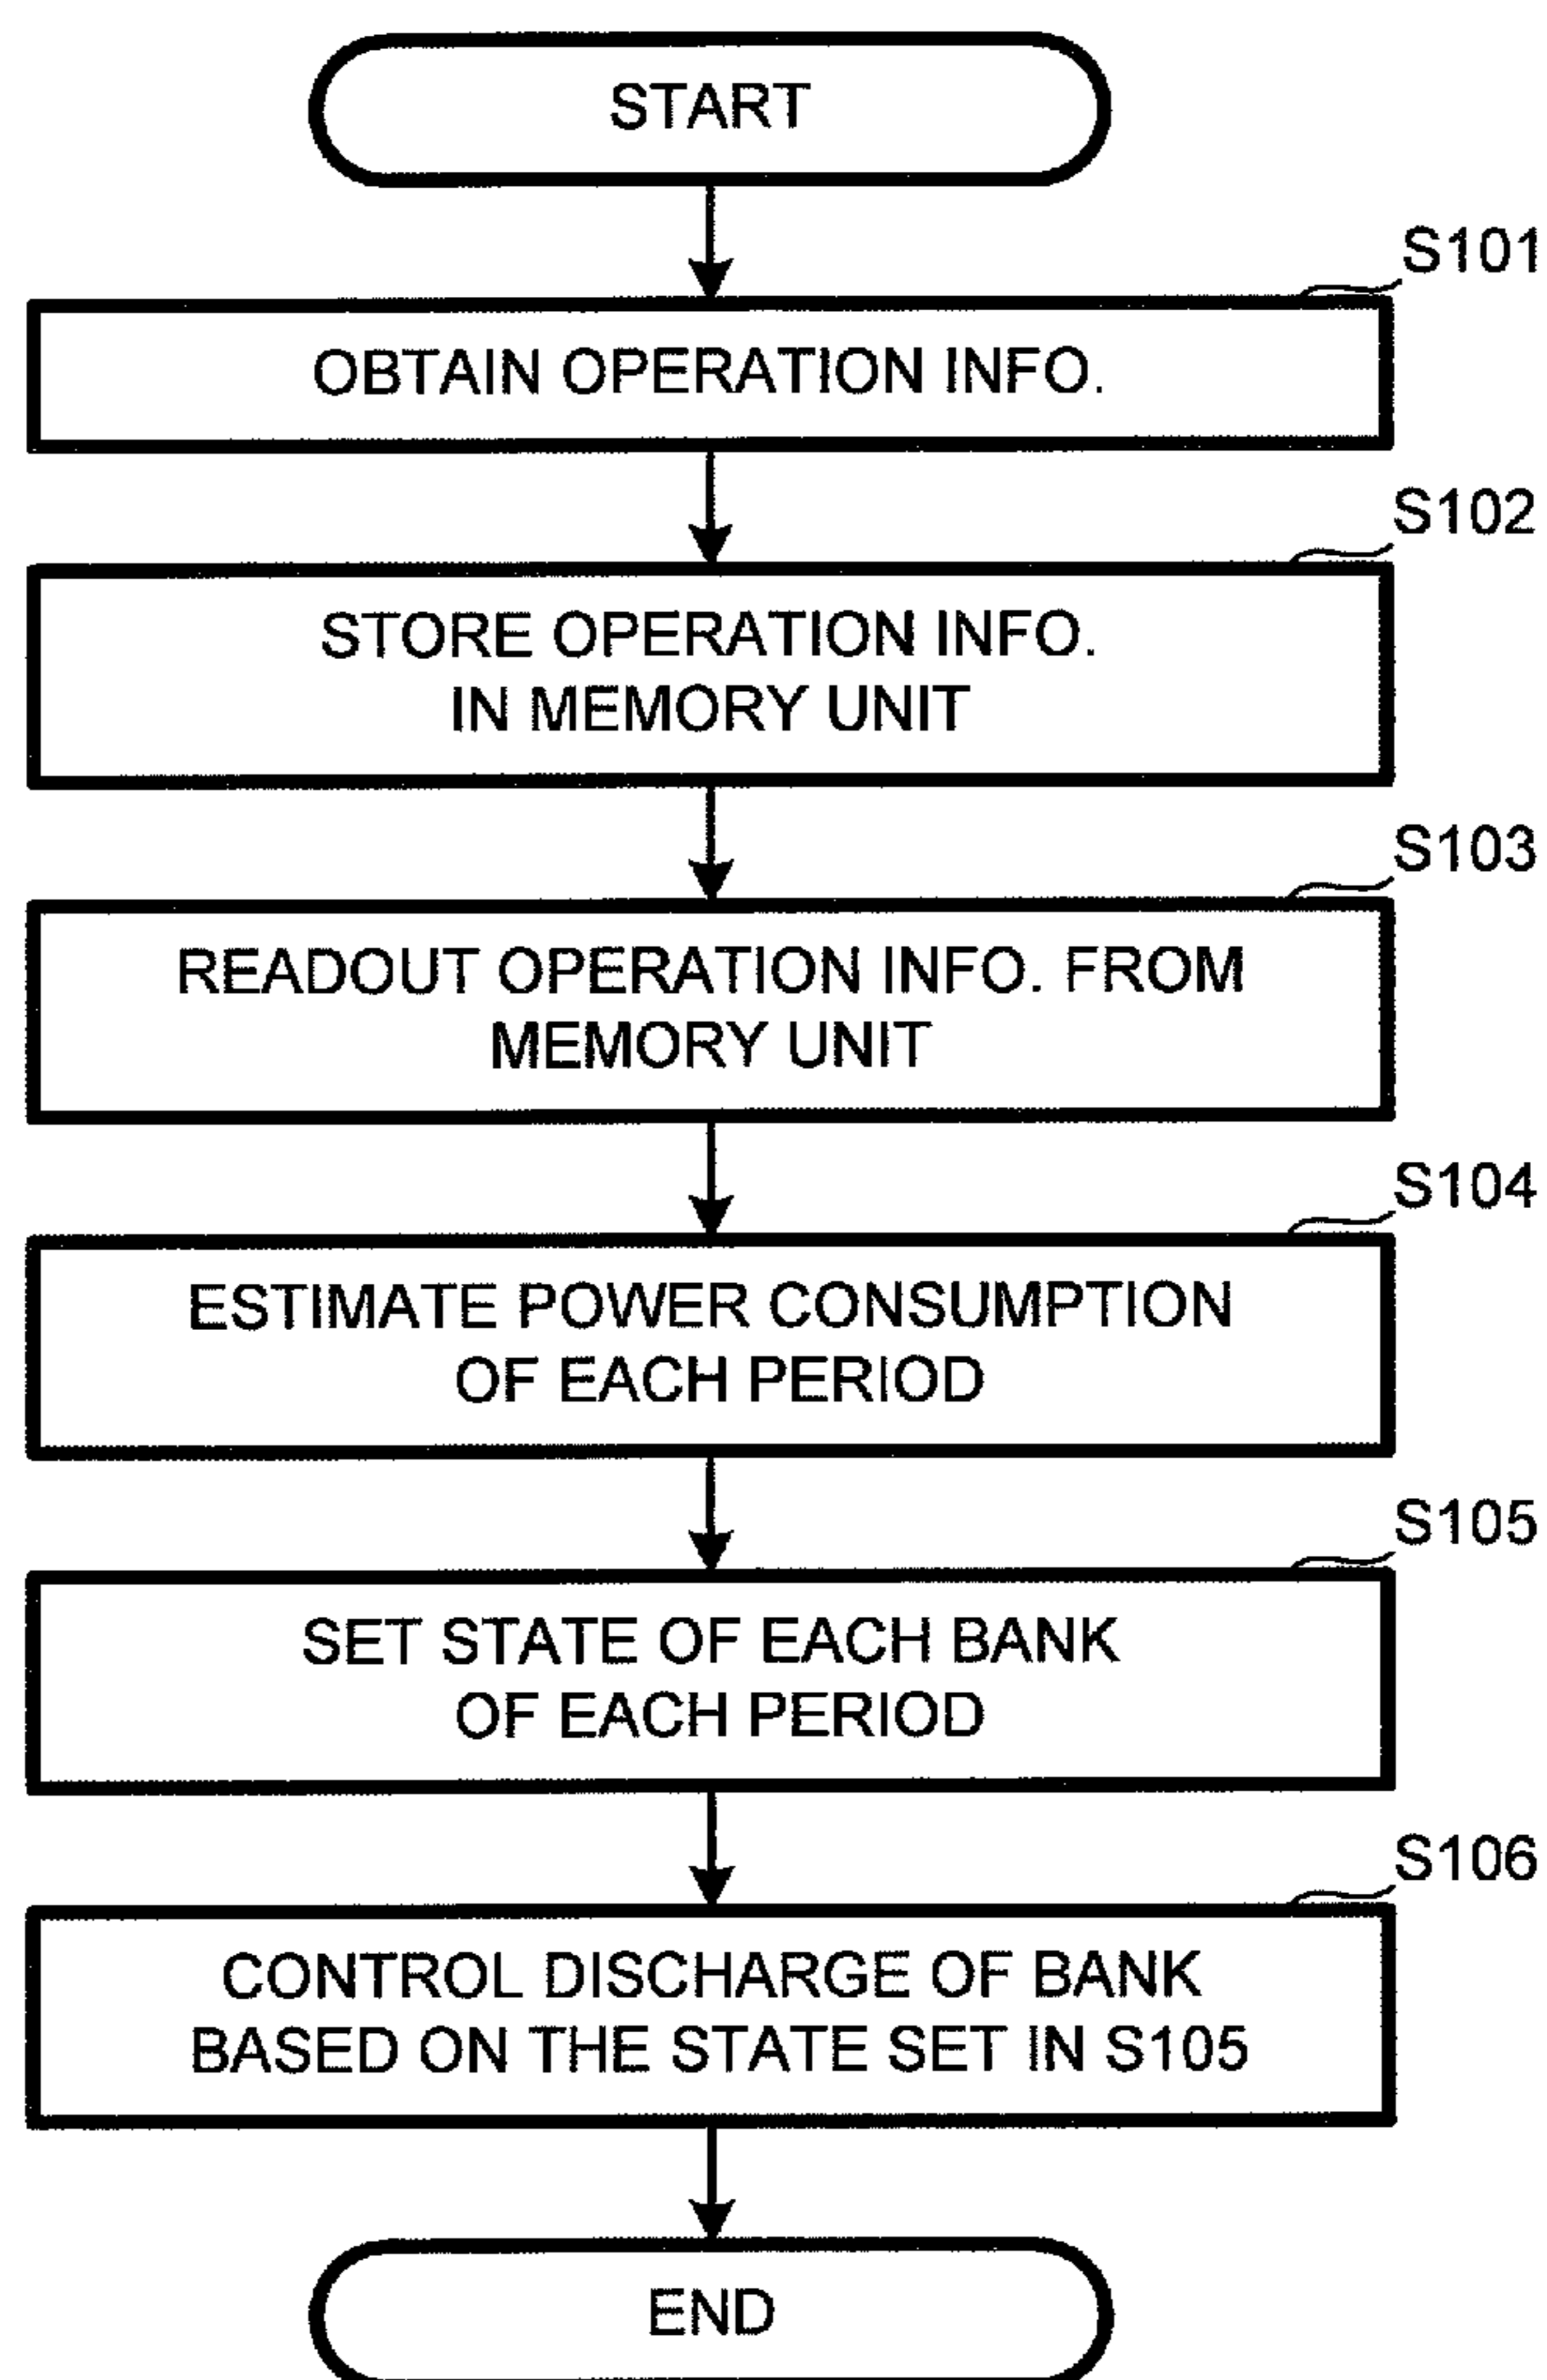 START
S101
OBTAIN OPERATION INFO.
S102
STORE OPERATION INFO.
IN MEMORY UNIT
S103
READOUT OPERATION INFO. FROM
MEMORY UNIT
S104
ESTIMATE POWER CONSUMPTION
OF EACH PERIOD
S105
SET STATE OF EACH BANK
OF EACH PERIOD
S106
CONTROL DISCHARGE OF BANK
BASED ON THE STATE SET IN S105
END